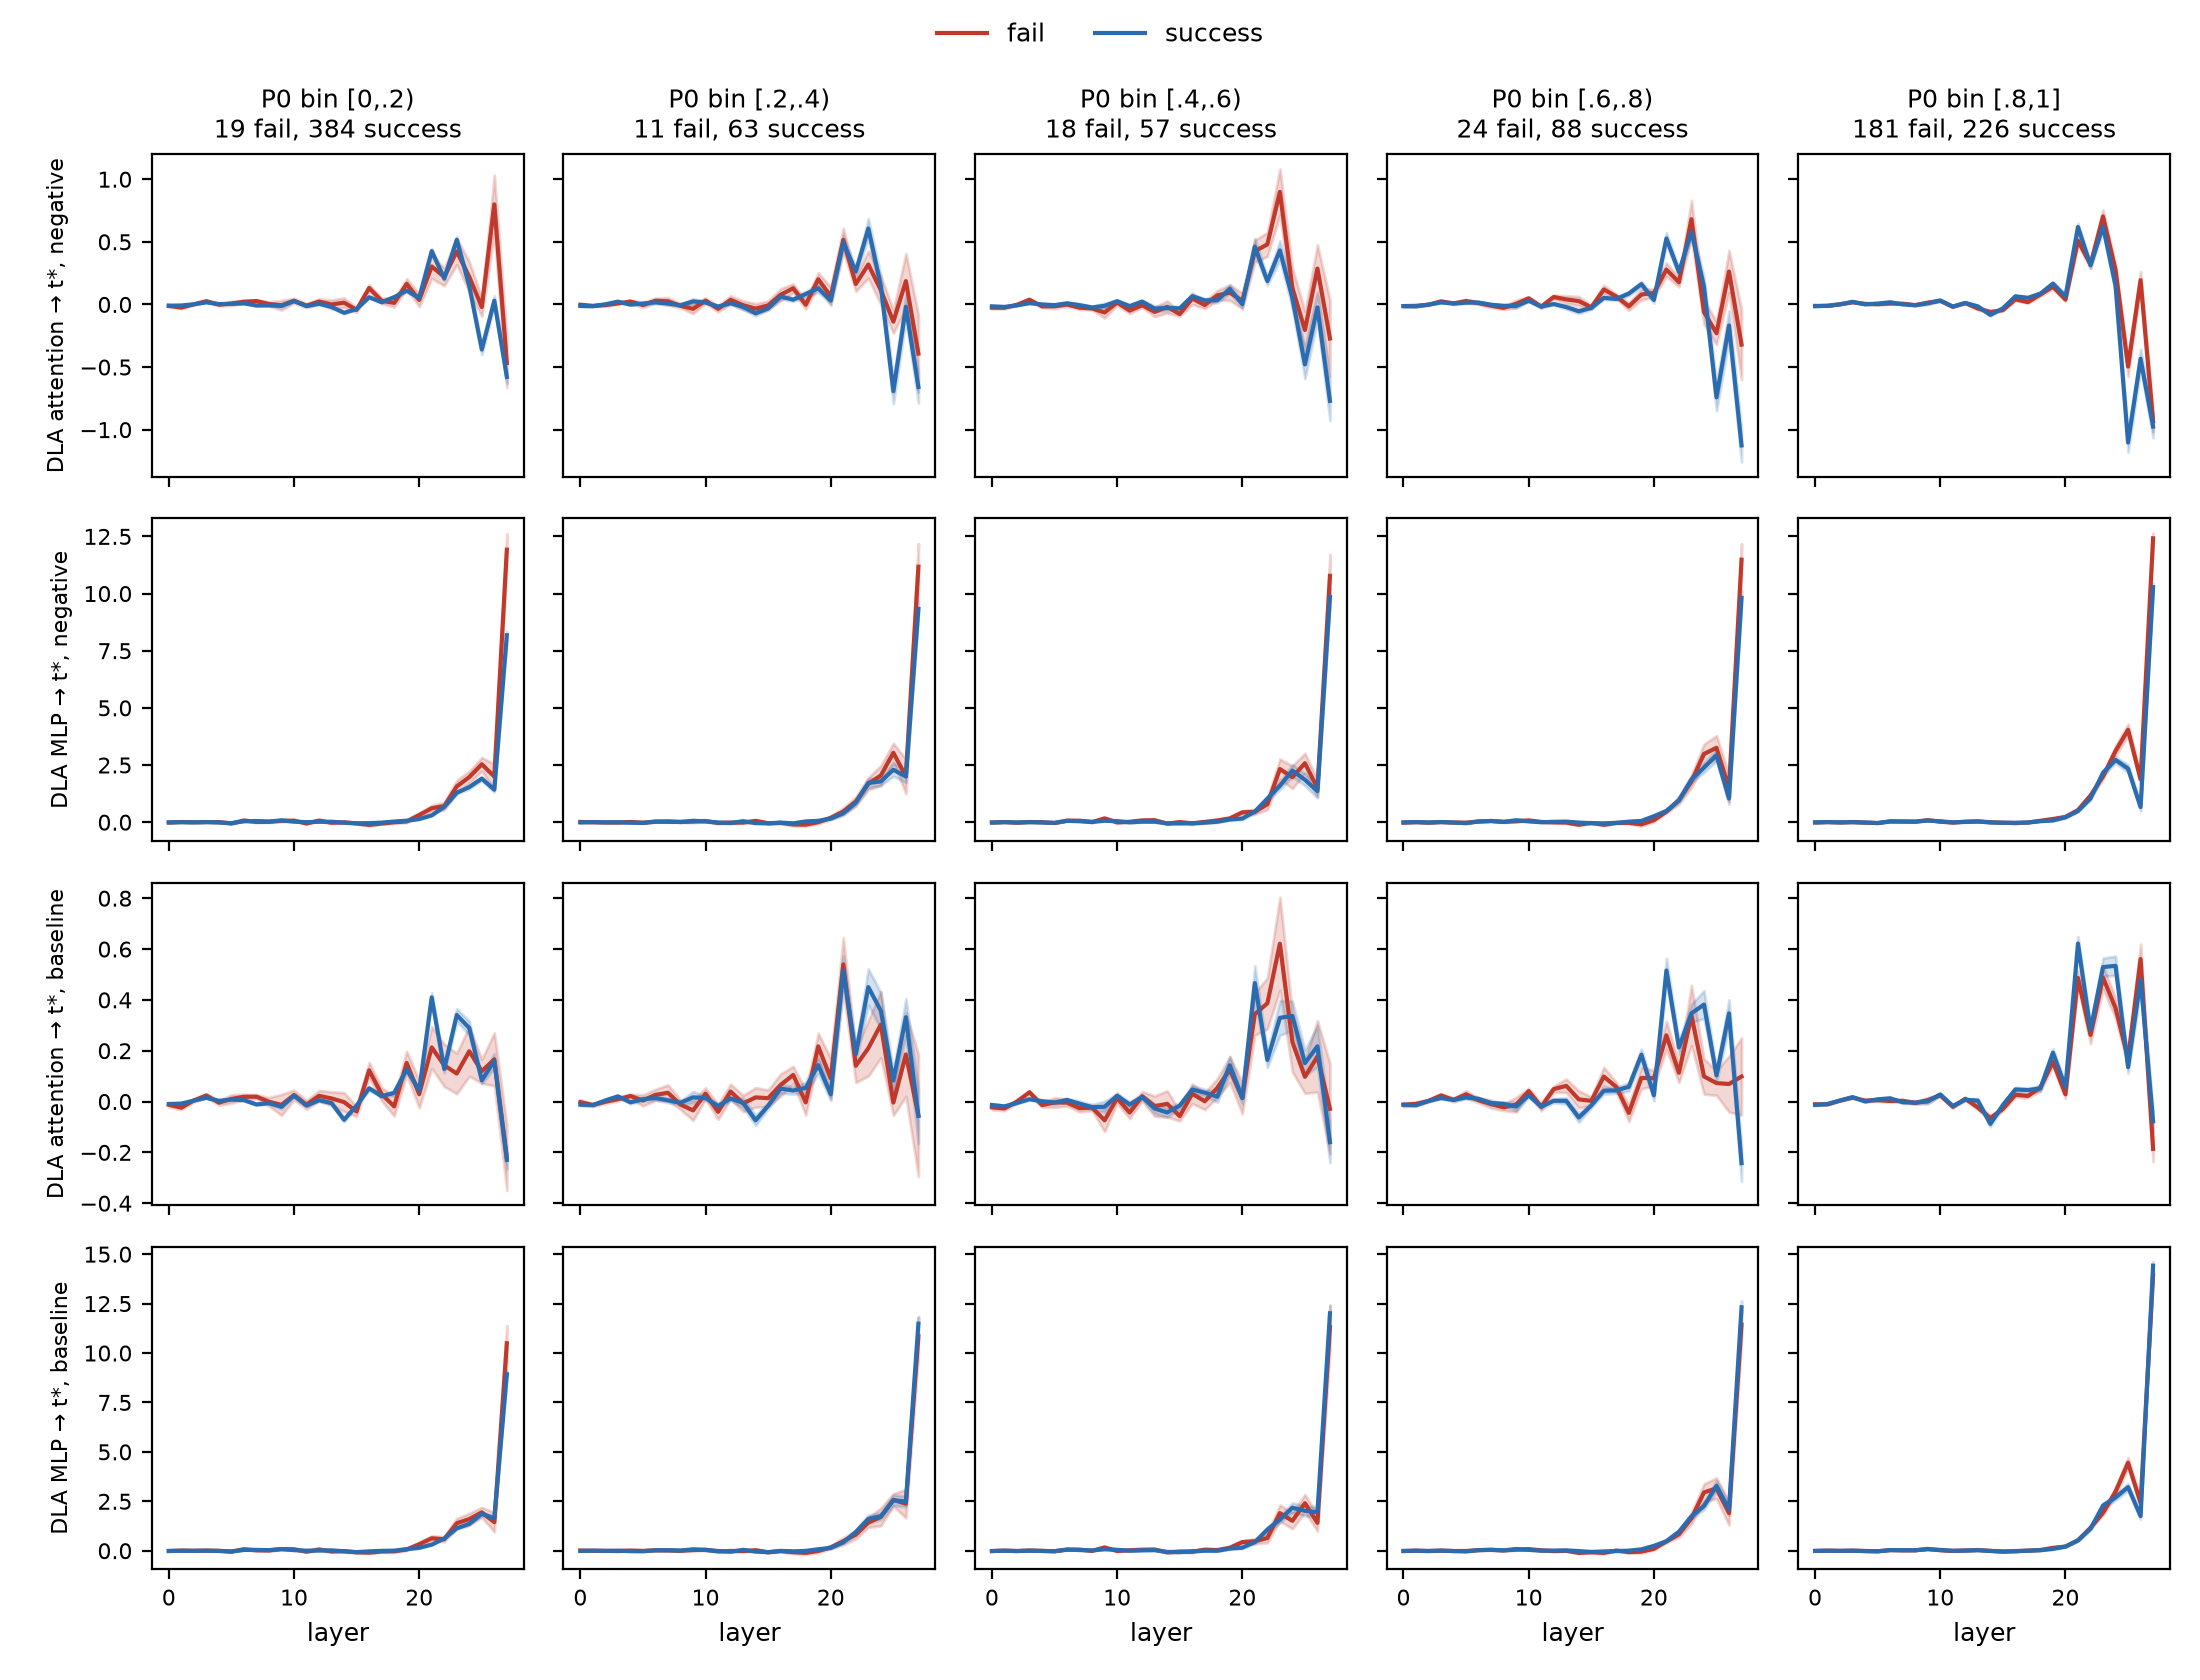 fail success
P0 bin [0,.2) P0 bin [.2,.4) P0 bin [.4,.6) P0 bin [.6,.8) P0 bin [.8,1]
19 fail, 384 success 11 fail, 63 success 18 fail, 57 success 24 fail, 88 success 181 fail, 226 success
DLA attention → t*, negative
1.0
0.5
0.0
−0.5
−1.0
DLA MLP → t*, negative
12.5
10.0
7.5
5.0
2.5
0.0
DLA attention → t*, baseline
0.8
0.6
0.4
0.2
0.0
−0.2
−0.4
DLA MLP → t*, baseline
15.0
12.5
10.0
7.5
5.0
2.5
0.0
0 10 20 0 10 20 0 10 20 0 10 20 0 10 20
layer layer layer layer layer